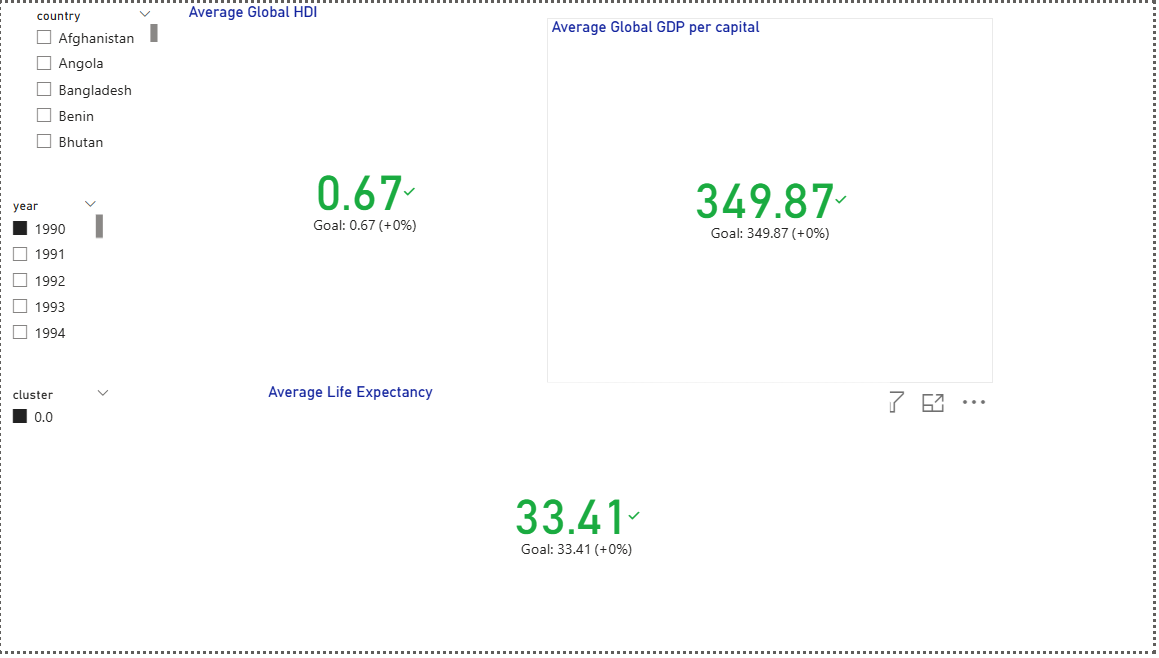 country
Afghanistan
Angola
Bangladesh
Benin
Bhutan
year
1990
1991
1992
1993
1994
cluster
0.0
Average Global HDI
0.67
Goal: 0.67 (+0%)
Average Global GDP per capital
349.87
Goal: 349.87 (+0%)
Average Life Expectancy
33.41
Goal: 33.41 (+0%)